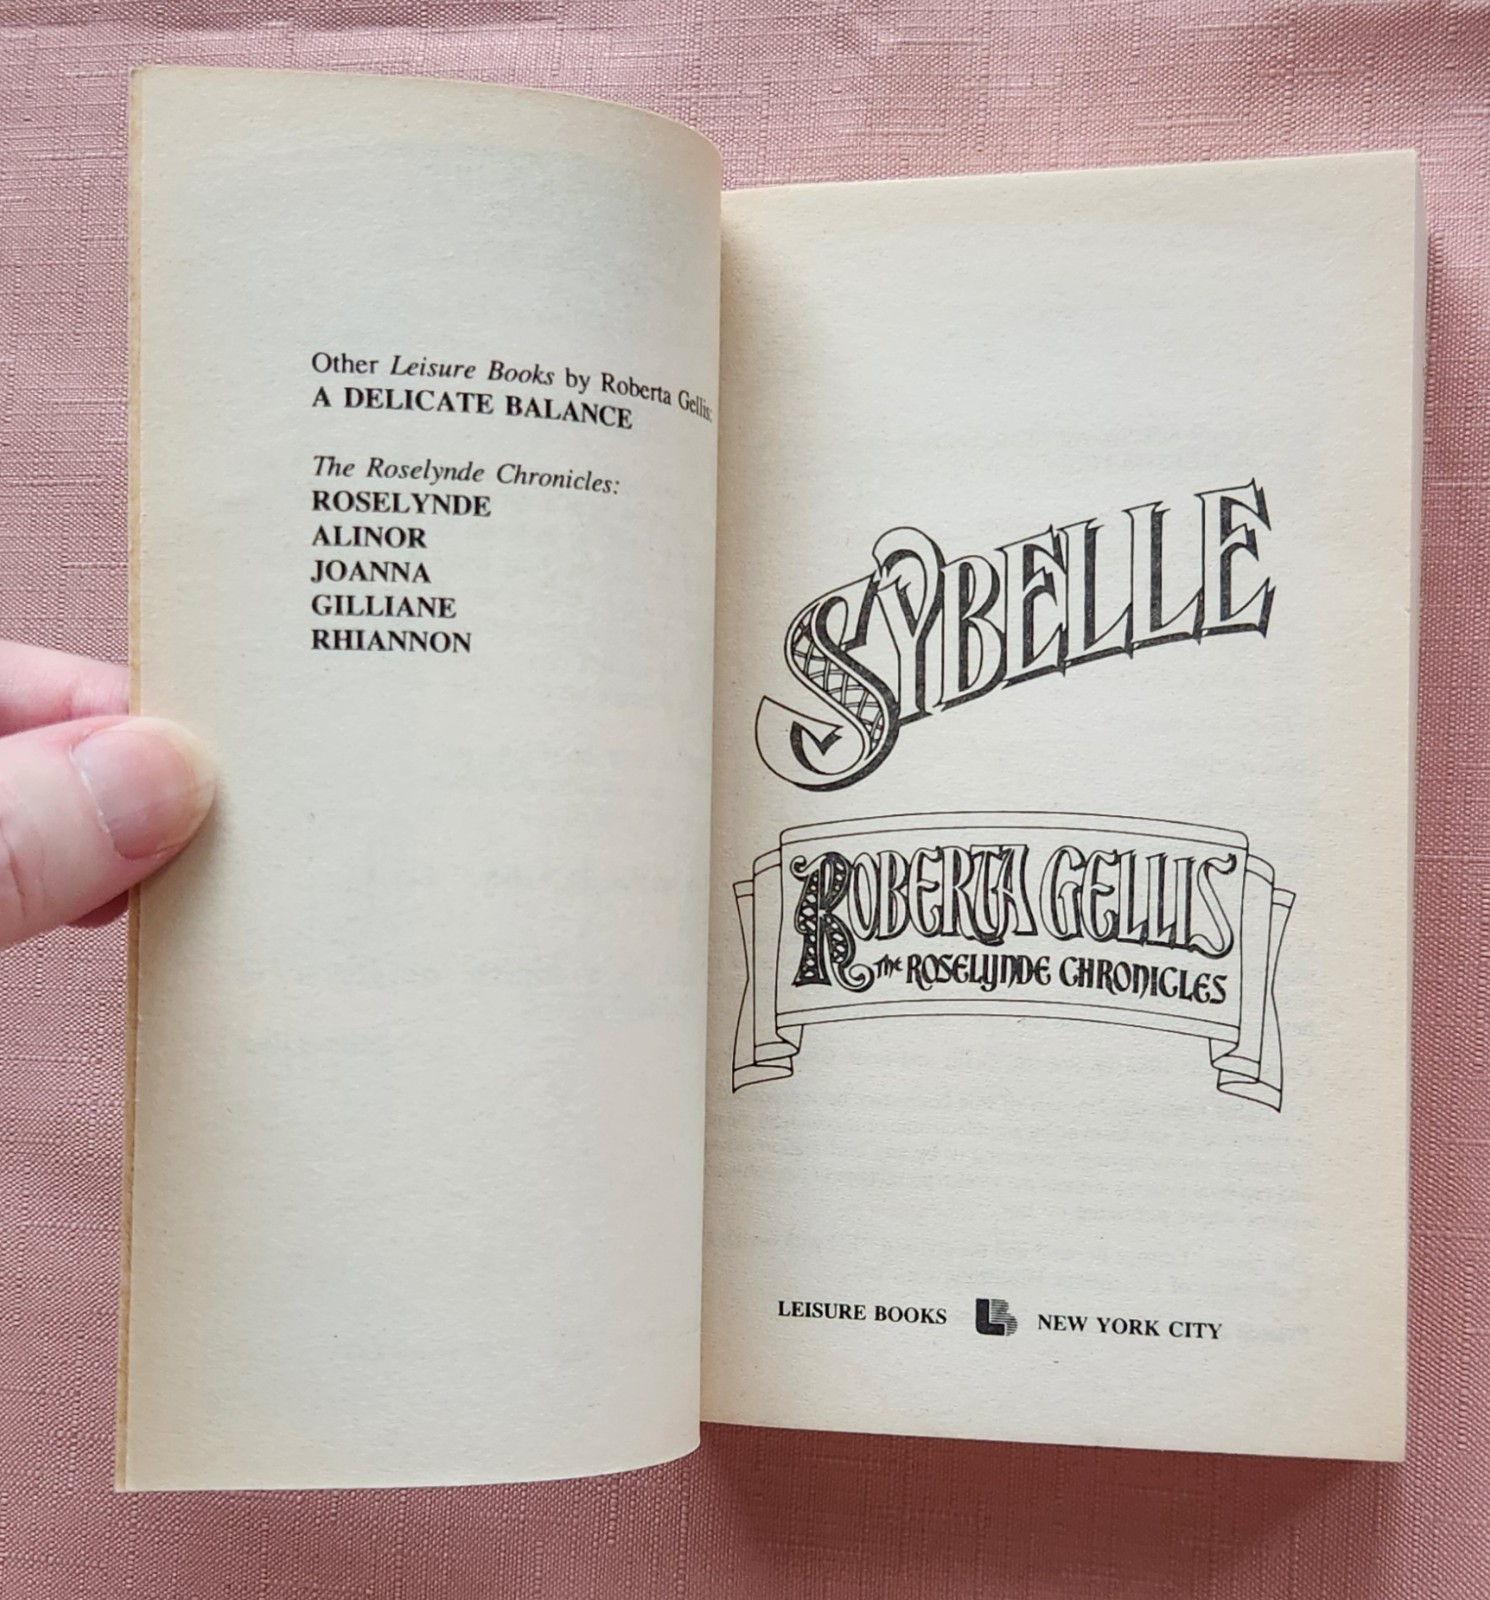 Other Leisure Books by Roberta Gellis:
A DELICATE BALANCE
The Roselynde Chronicles:
ROSELYNDE
ALINOR
JOANNA
GILLIANE
RHIANNON
SYBELLE
ROBERTA GELLIS
THE ROSELYNDE CHRONICLES
LEISURE BOOKS LB NEW YORK CITY